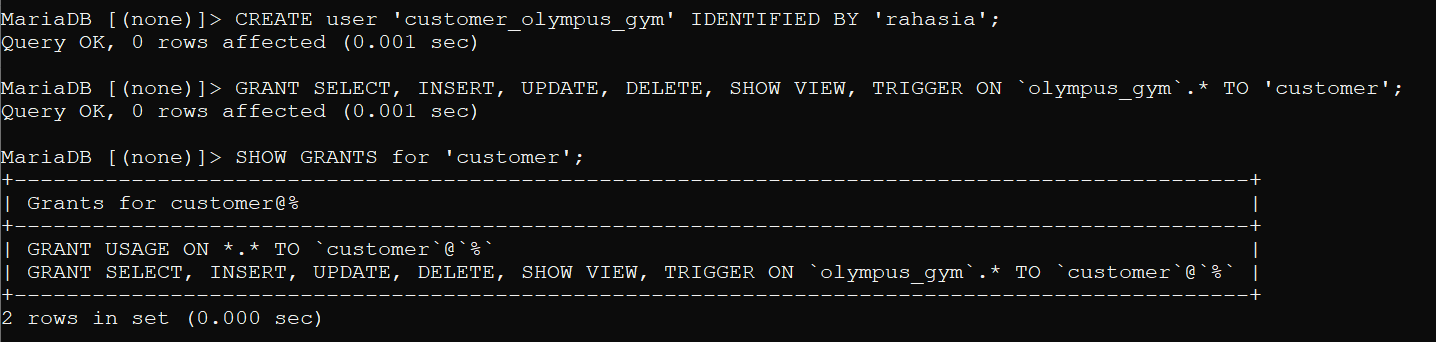 MariaDB [(none)]> CREATE user 'customer_olympus_gym' IDENTIFIED BY 'rahasia';
Query OK, 0 rows affected (0.001 sec)
MariaDB [(none)]> GRANT SELECT, INSERT, UPDATE, DELETE, SHOW VIEW, TRIGGER ON `olympus_gym`.* TO 'customer';
Query OK, 0 rows affected (0.001 sec)
MariaDB [(none)]> SHOW GRANTS for 'customer';
+----------------------------------------------------------------------------------------------+
| Grants for customer@%                                                                        |
+----------------------------------------------------------------------------------------------+
| GRANT USAGE ON *.* TO `customer`@`%`                                                         |
| GRANT SELECT, INSERT, UPDATE, DELETE, SHOW VIEW, TRIGGER ON `olympus_gym`.* TO `customer`@`%` |
+----------------------------------------------------------------------------------------------+
2 rows in set (0.000 sec)